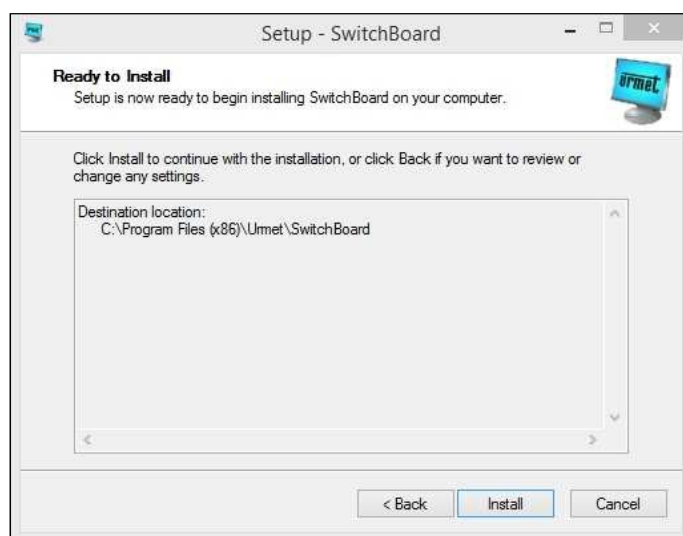 Setup - SwitchBoard
Ready to Install
Setup is now ready to begin installing SwitchBoard on your computer.
urmet
Click Install to continue with the installation, or click Back if you want to review or
change any settings.
Destination location:
C:\Program Files (x86)\Urmet\SwitchBoard
< Back
Install
Cancel